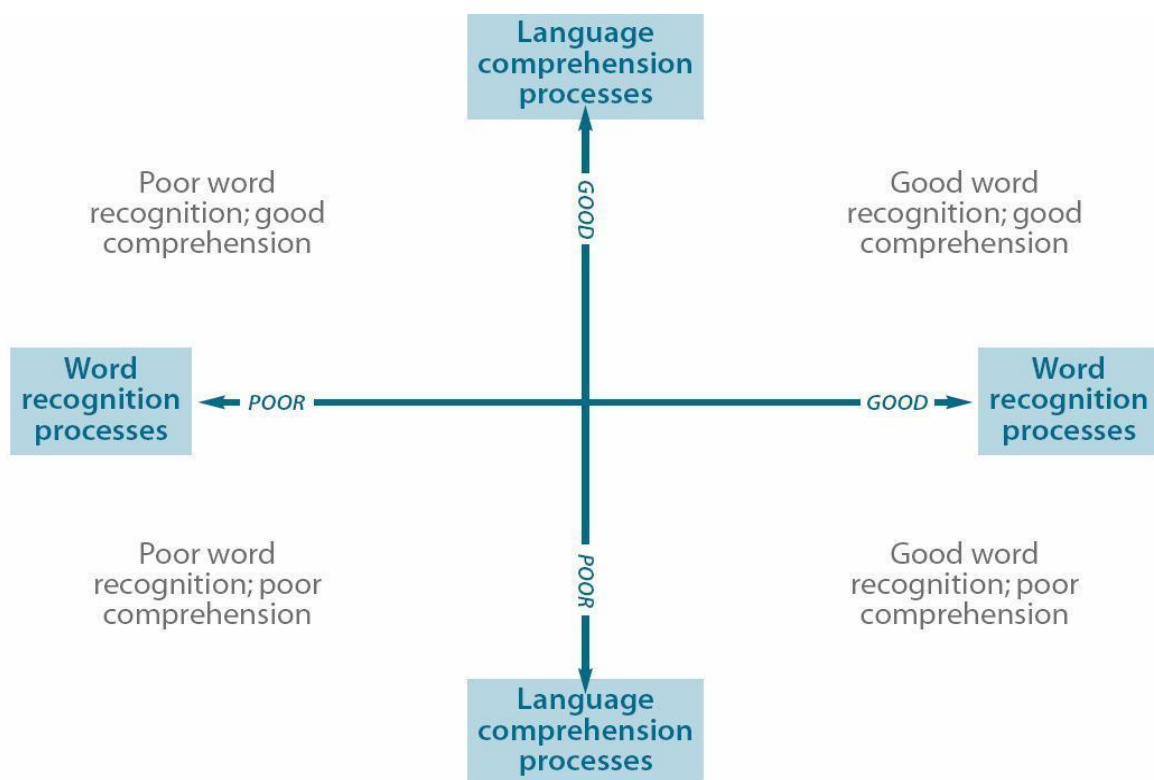 Language
comprehension
processes
GOOD
Poor word
recognition; good
comprehension
Good word
recognition; good
comprehension
Word
recognition
processes
POOR
GOOD
Word
recognition
processes
Poor word
recognition; poor
comprehension
POOR
Good word
recognition; poor
comprehension
Language
comprehension
processes